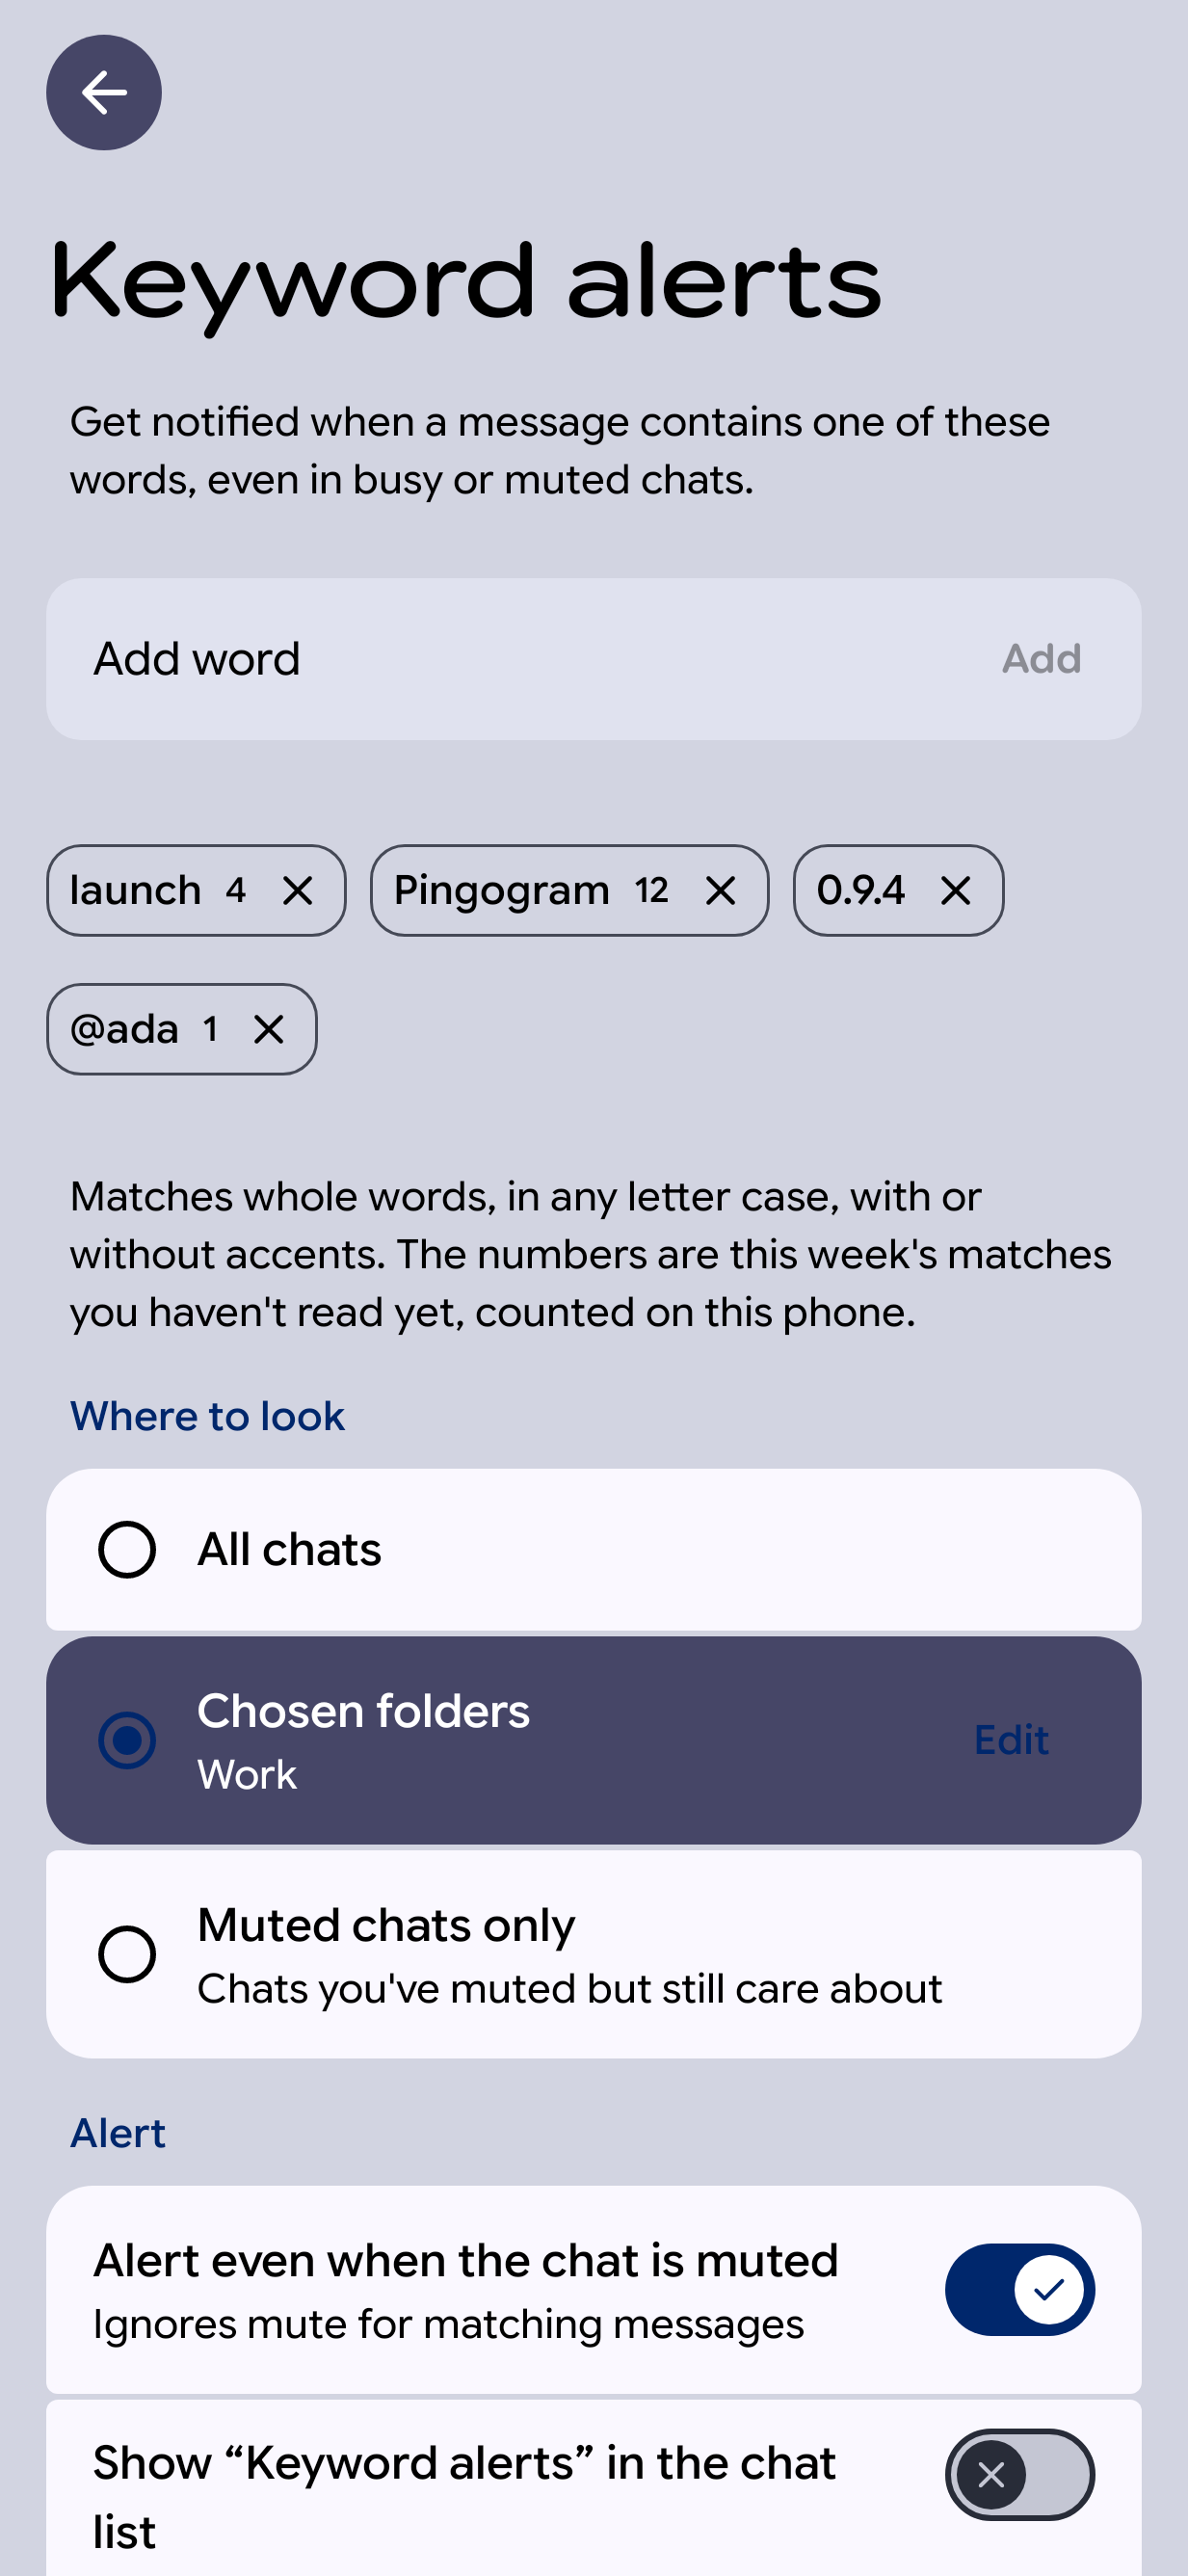 Keyword alerts
Get notified when a message contains one of these
words, even in busy or muted chats.
Add word Add
launch 4 Pingogram 12 0.9.4
@ada 1
Matches whole words, in any letter case, with or
without accents. The numbers are this week's matches
you haven't read yet, counted on this phone.
Where to look
All chats
Chosen folders
Work
Edit
Muted chats only
Chats you've muted but still care about
Alert
Alert even when the chat is muted
Ignores mute for matching messages
Show “Keyword alerts” in the chat
list